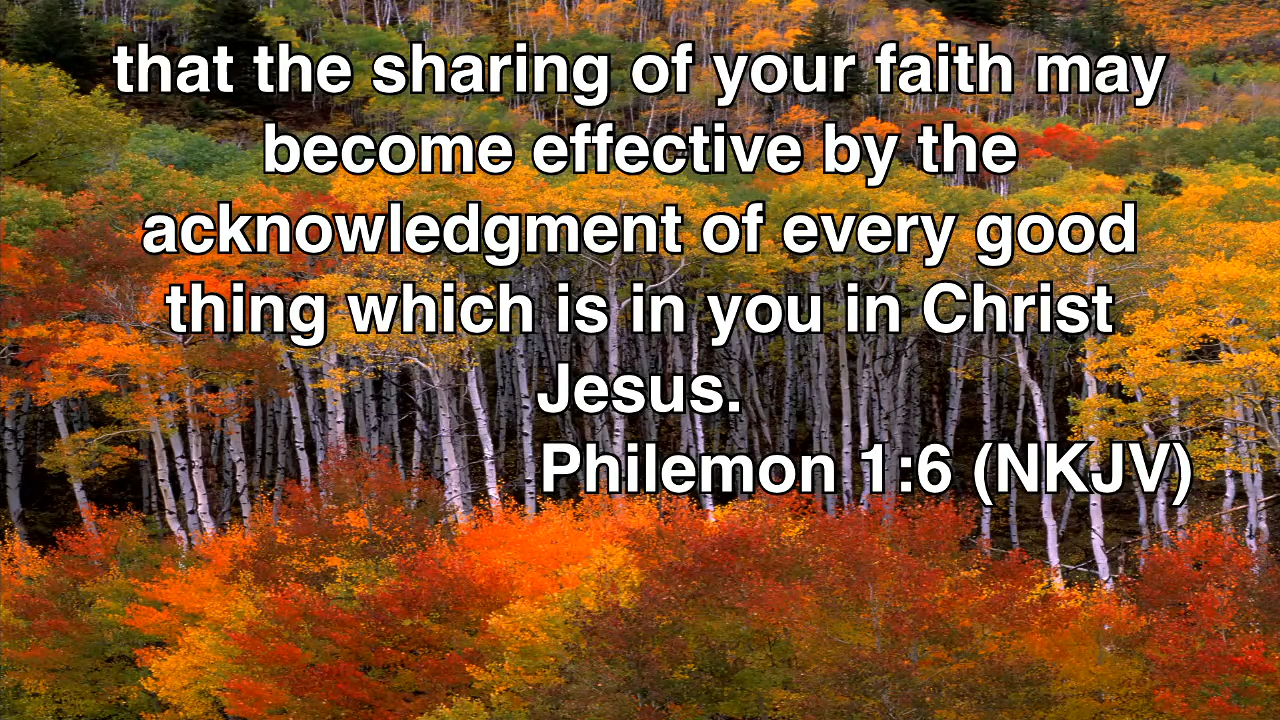 that the sharing of your faith may
become effective by the
acknowledgment of every good
thing which is in you in Christ
Jesus.
Philemon 1:6 (NKJV)